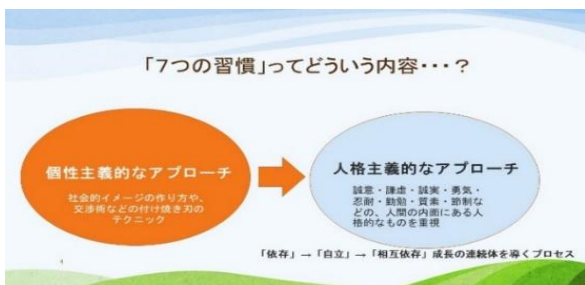 「7つの習慣」ってどういう内容・・・？
個性主義的なアプローチ
社会的イメージの作り方や、
交渉術などの付け焼き刃の
テクニック
人格主義的なアプローチ
誠意・謙虚・誠実・勇気・
忍耐・勤勉・質素・節制な
どの、人間の内面にある人
格的なものを重視
「依存」→「自立」→「相互依存」成長の連続体を導くプロセス